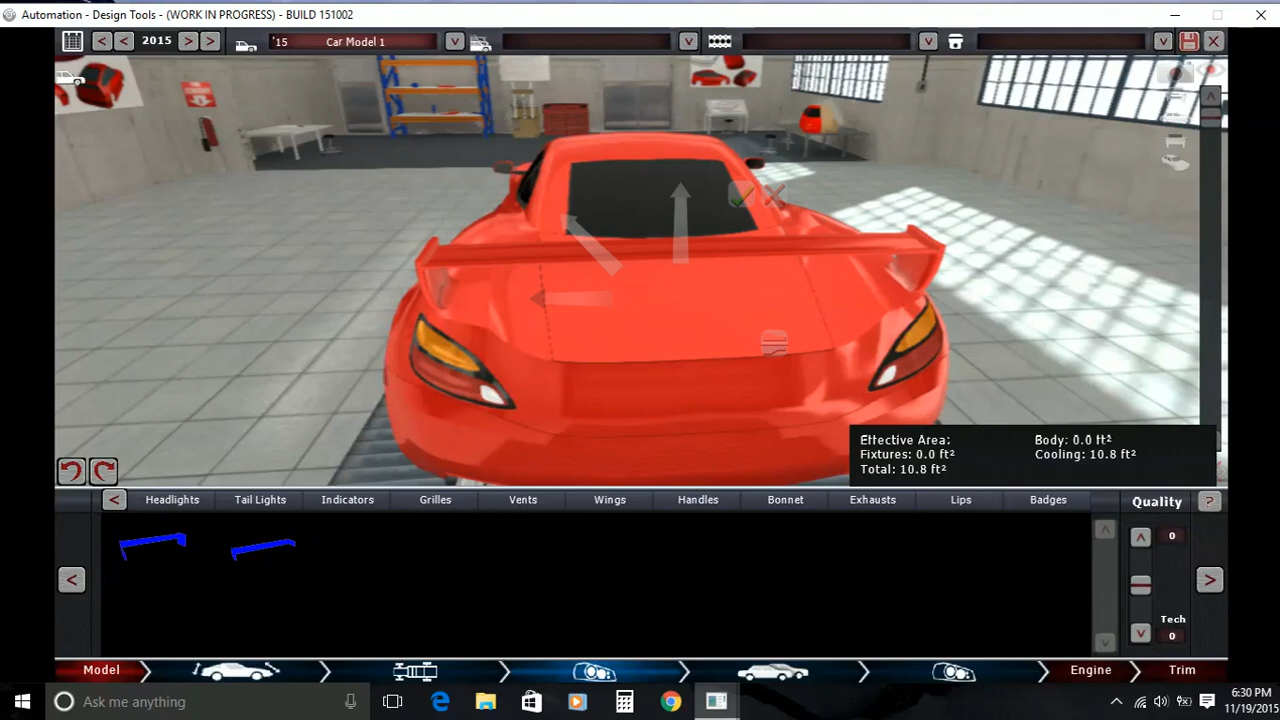 Automation - Design Tools - (WORK IN PROGRESS) - BUILD 151002
< < 2015 > > '15 Car Model 1
Effective Area:
Fixtures: 0.0 ft²
Total: 10.8 ft²
Body: 0.0 ft²
Cooling: 10.8 ft²
< Headlights Tail Lights Indicators Grilles Vents Wings Handles Bonnet Exhausts Lips Badges Quality ?
0
Tech
0
Model Engine Trim
Ask me anything
6:30 PM
11/19/2015